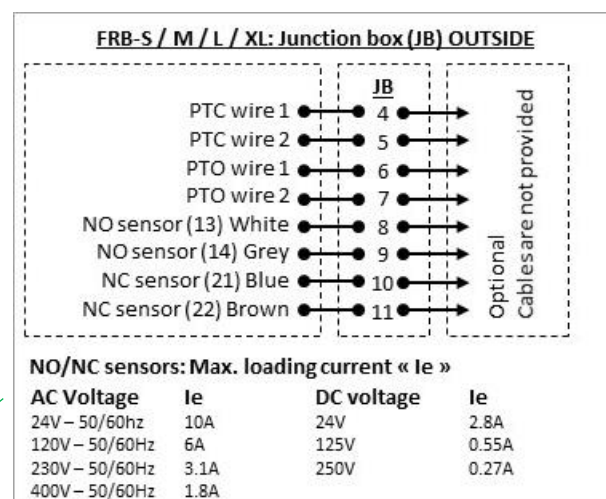 FRB-S / M / L / XL: Junction box (JB) OUTSIDE
JB
PTC wire 1 4
PTC wire 2 5
PTO wire 1 6
PTO wire 2 7
NO sensor (13) White 8
NO sensor (14) Grey 9
NC sensor (21) Blue 10
NC sensor (22) Brown 11
Optional
Cables are not provided
NO/NC sensors: Max. loading current « Ie »
AC Voltage Ie DC voltage Ie
24V – 50/60hz 10A 24V 2.8A
120V – 50/60Hz 6A 125V 0.55A
230V – 50/60Hz 3.1A 250V 0.27A
400V – 50/60Hz 1.8A